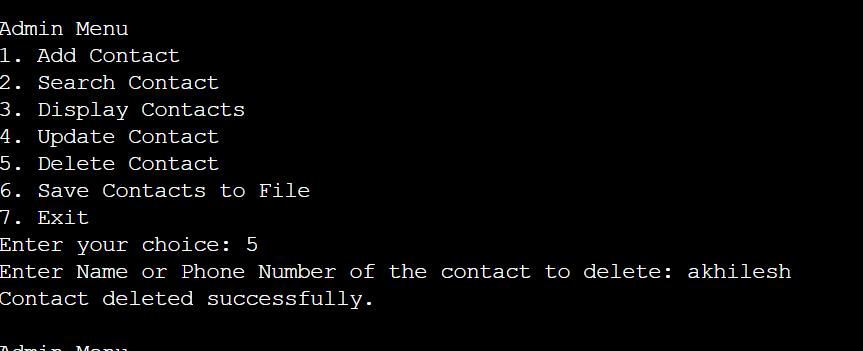 Admin Menu
1. Add Contact
2. Search Contact
3. Display Contacts
4. Update Contact
5. Delete Contact
6. Save Contacts to File
7. Exit
Enter your choice: 5
Enter Name or Phone Number of the contact to delete: akhilesh
Contact deleted successfully.
Admin Menu